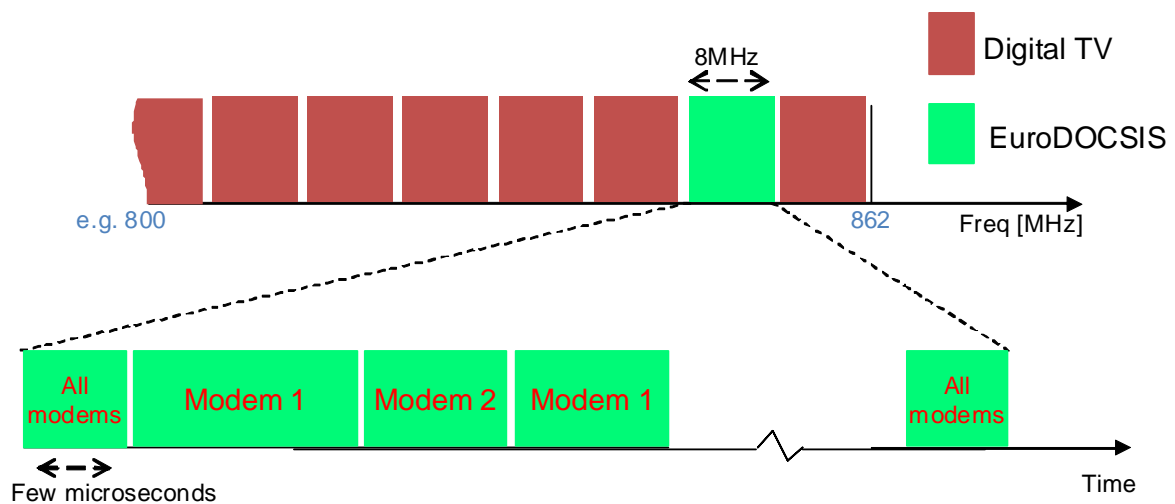 8MHz
Digital TV
EuroDOCSIS
e.g. 800
862
Freq [MHz]
All
modems
Modem 1
Modem 2
Modem 1
All
modems
Few microseconds
Time